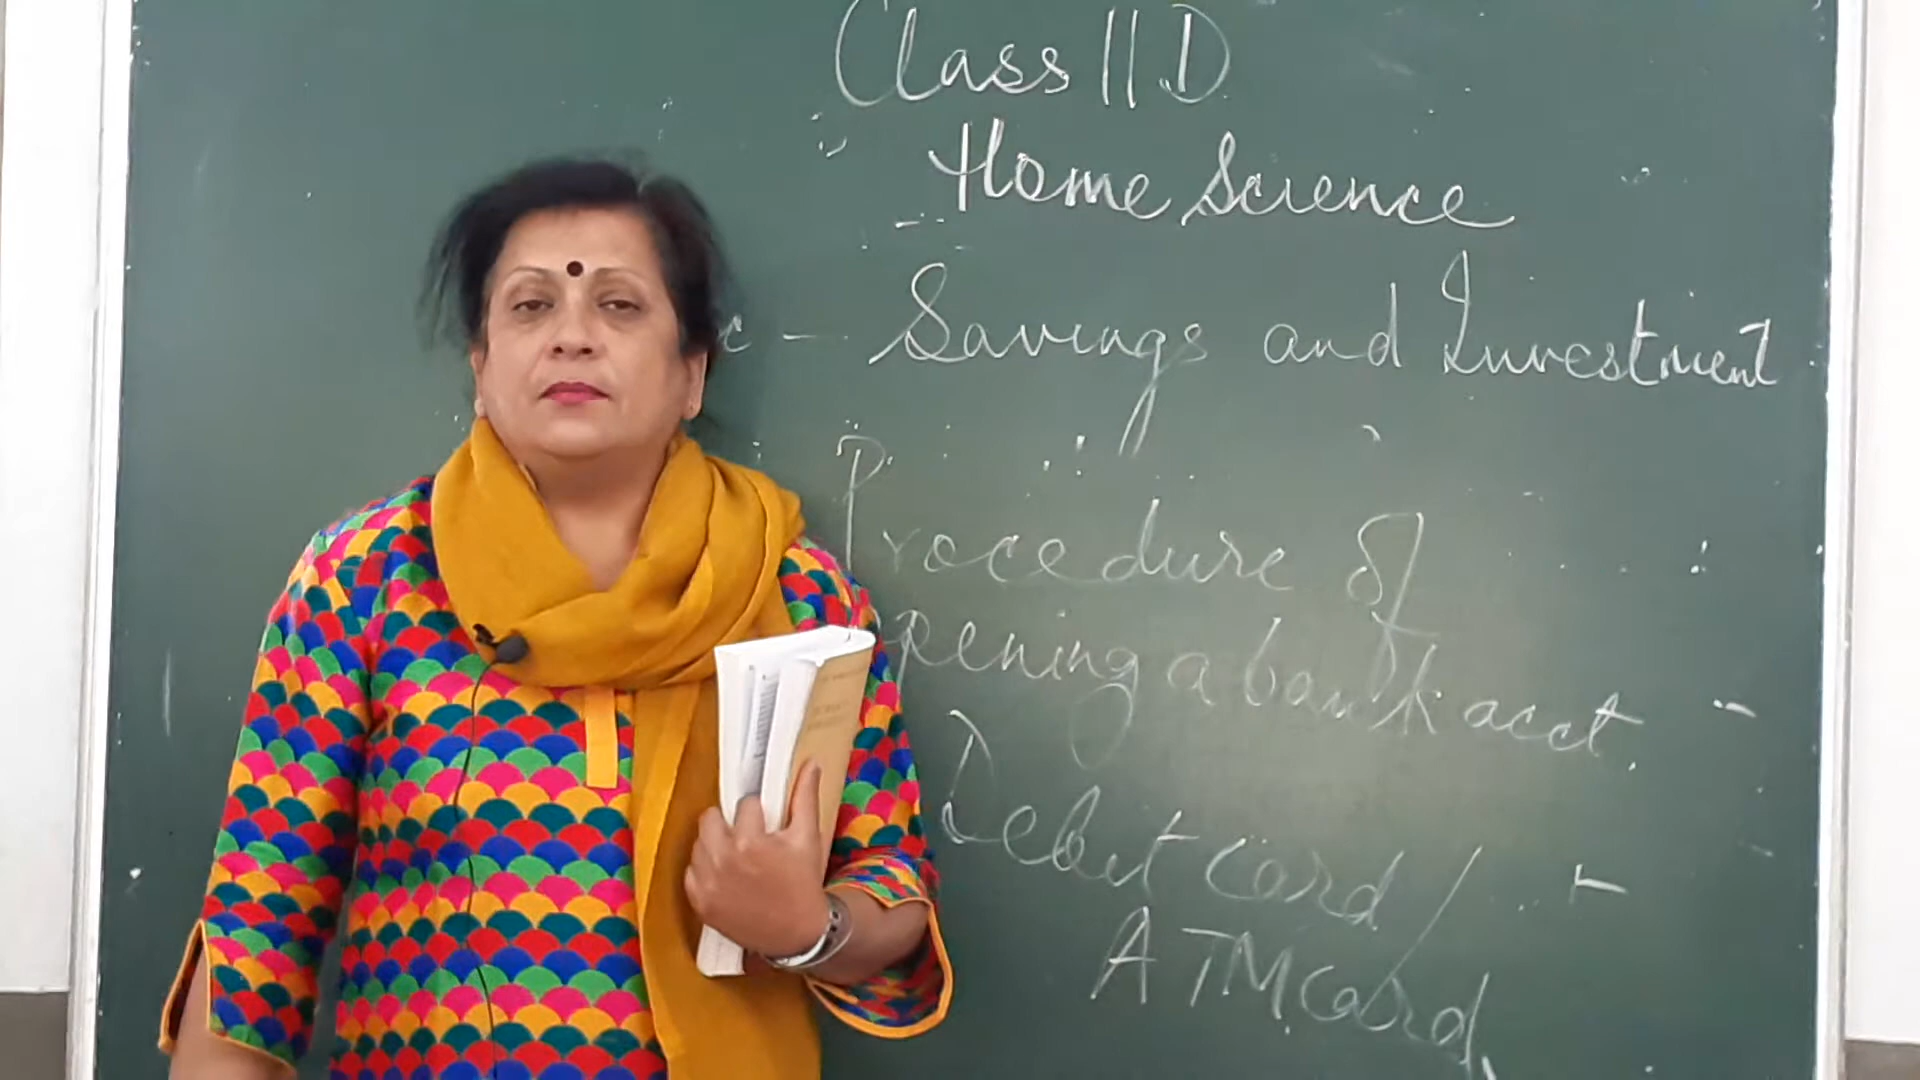 Class 11 D
Home Science
c - Savings and Investment
Procedure of
pening a bank acct.
Debit Card /
ATM Card